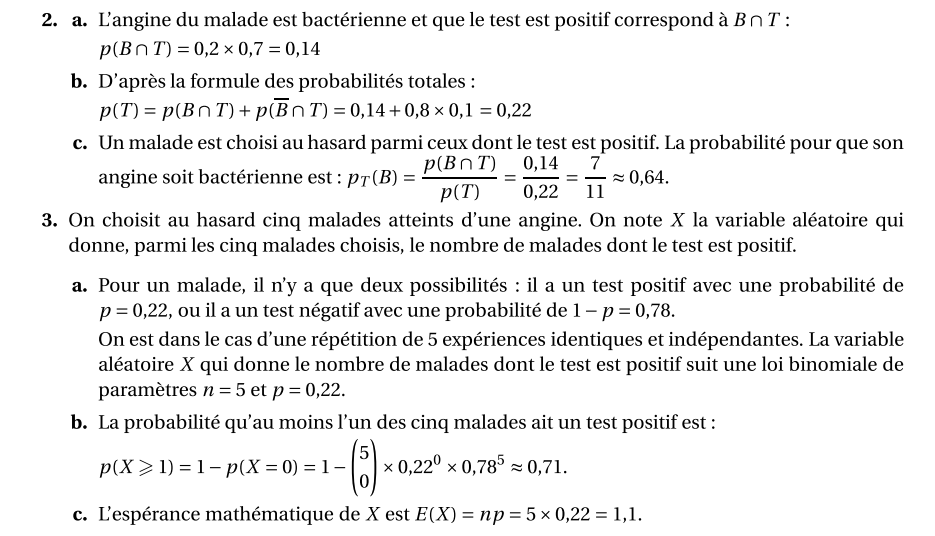 2. a. L’angine du malade est bactérienne et que le test est positif correspond à B ∩ T :
p(B ∩ T) = 0,2 × 0,7 = 0,14
b. D’après la formule des probabilités totales :
p(T) = p(B ∩ T) + p(B̅ ∩ T) = 0,14 + 0,8 × 0,1 = 0,22
c. Un malade est choisi au hasard parmi ceux dont le test est positif. La probabilité pour que son
angine soit bactérienne est : p_T(B) = p(B ∩ T)/p(T) = 0,14/0,22 = 7/11 ≈ 0,64.
3. On choisit au hasard cinq malades atteints d’une angine. On note X la variable aléatoire qui
donne, parmi les cinq malades choisis, le nombre de malades dont le test est positif.
a. Pour un malade, il n’y a que deux possibilités : il a un test positif avec une probabilité de
p = 0,22, ou il a un test négatif avec une probabilité de 1 − p = 0,78.
On est dans le cas d’une répétition de 5 expériences identiques et indépendantes. La variable
aléatoire X qui donne le nombre de malades dont le test est positif suit une loi binomiale de
paramètres n = 5 et p = 0,22.
b. La probabilité qu’au moins l’un des cinq malades ait un test positif est :
p(X ⩾ 1) = 1 − p(X = 0) = 1 − (5 0) × 0,22⁰ × 0,78⁵ ≈ 0,71.
c. L’espérance mathématique de X est E(X) = np = 5 × 0,22 = 1,1.